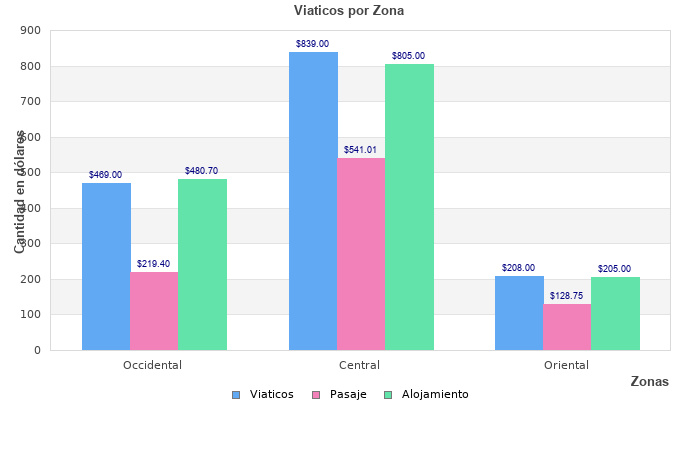 Viaticos por Zona
Cantidad en dólares
900
800
700
600
500
400
300
200
100
0
$469.00
$219.40
$480.70
$839.00
$541.01
$805.00
$208.00
$128.75
$205.00
Occidental
Central
Oriental
Zonas
Viaticos
Pasaje
Alojamiento